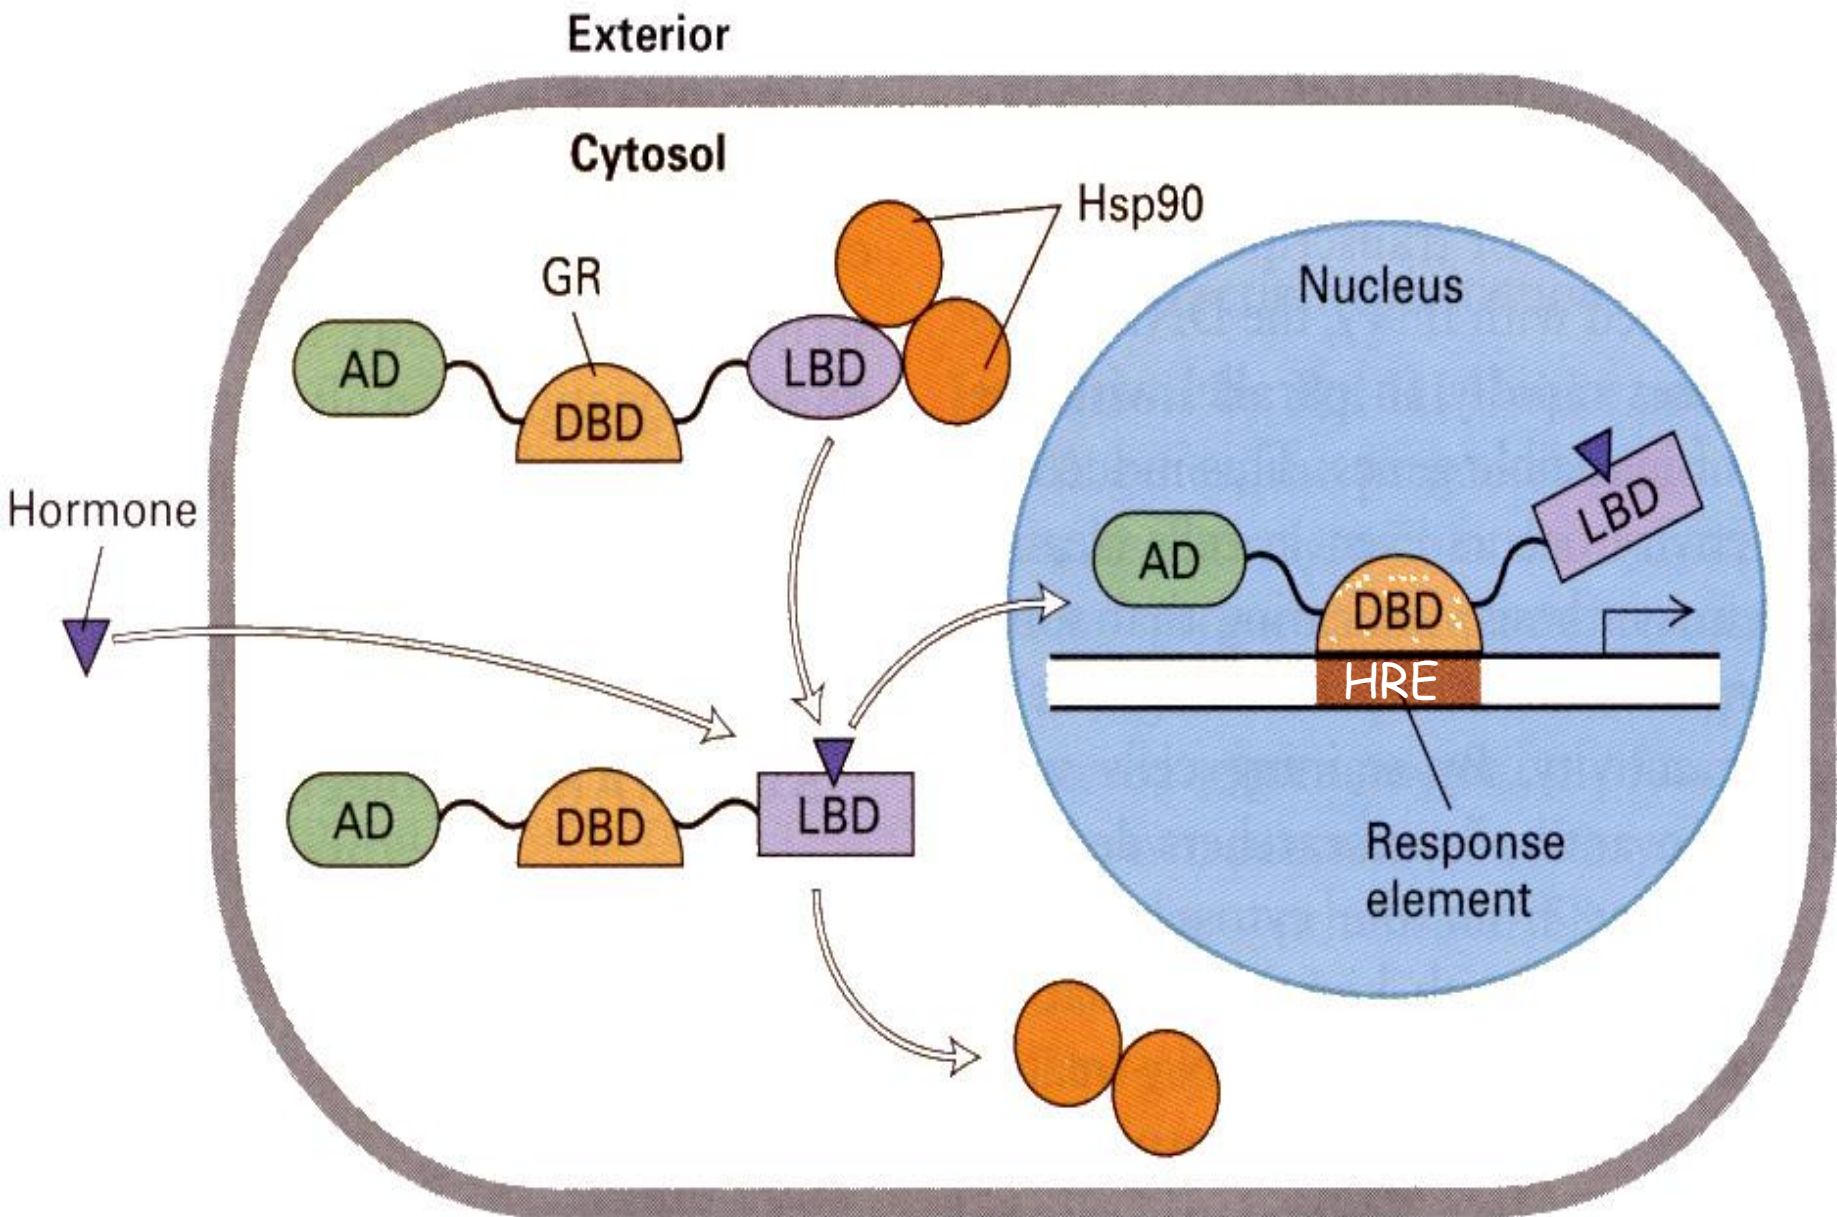 Exterior
Cytosol
Hsp90
GR
Nucleus
AD
LBD
DBD
Hormone
LBD
AD
DBD
HRE
AD
DBD
LBD
Response
element